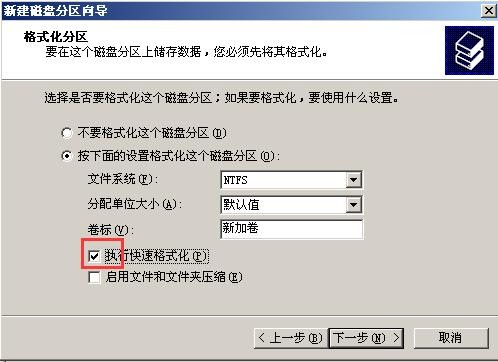 新建磁盘分区向导
格式化分区
要在这个磁盘分区上储存数据，您必须先将其格式化。
选择是否要格式化这个磁盘分区；如果要格式化，要使用什么设置。
不要格式化这个磁盘分区(D)
按下面的设置格式化这个磁盘分区(O):
文件系统(F): NTFS
分配单位大小(A): 默认值
卷标(V): 新加卷
执行快速格式化(P)
启用文件和文件夹压缩(E)
< 上一步(B) 下一步(N) > 取消